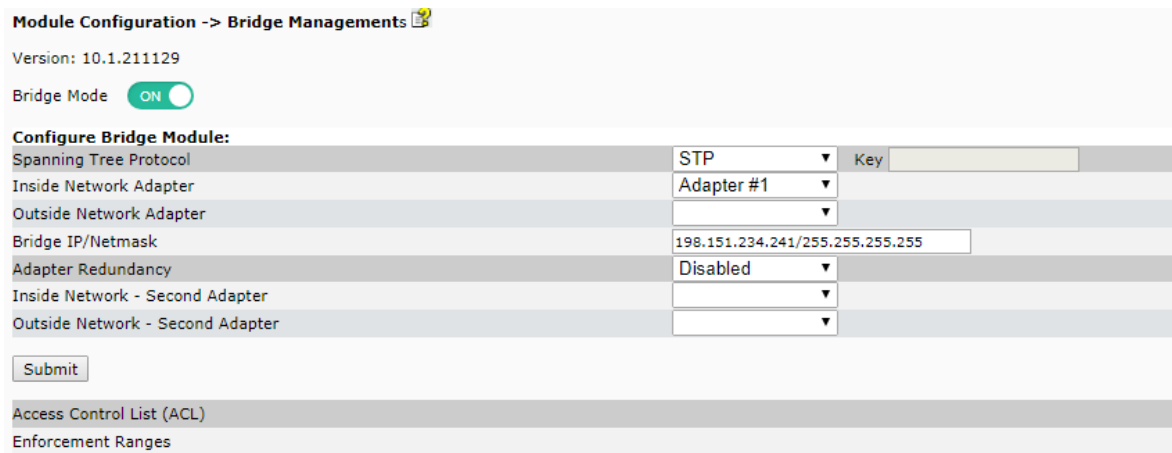 Module Configuration -> Bridge Managements
Version: 10.1.211129
Bridge Mode ON
Configure Bridge Module:
Spanning Tree Protocol STP Key
Inside Network Adapter Adapter #1
Outside Network Adapter
Bridge IP/Netmask 198.151.234.241/255.255.255.255
Adapter Redundancy Disabled
Inside Network - Second Adapter
Outside Network - Second Adapter
Submit
Access Control List (ACL)
Enforcement Ranges